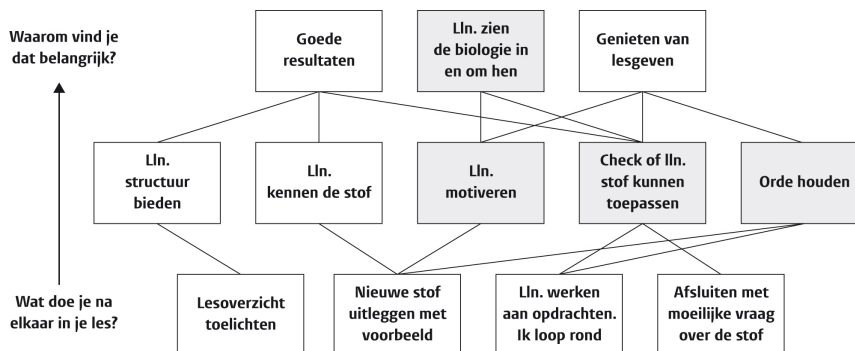 Waarom vind je
dat belangrijk?
Goede
resultaten
Lln. zien
de biologie in
en om hen
Genieten van
lesgeven
Lln.
structuur
bieden
Lln.
kennen de stof
Lln.
motiveren
Check of lln.
stof kunnen
toepassen
Orde houden
Wat doe je na
elkaar in je les?
Lesoverzicht
toelichten
Nieuwe stof
uitleggen met
voorbeeld
Lln. werken
aan opdrachten.
Ik loop rond
Afsluiten met
moeilijke vraag
over de stof